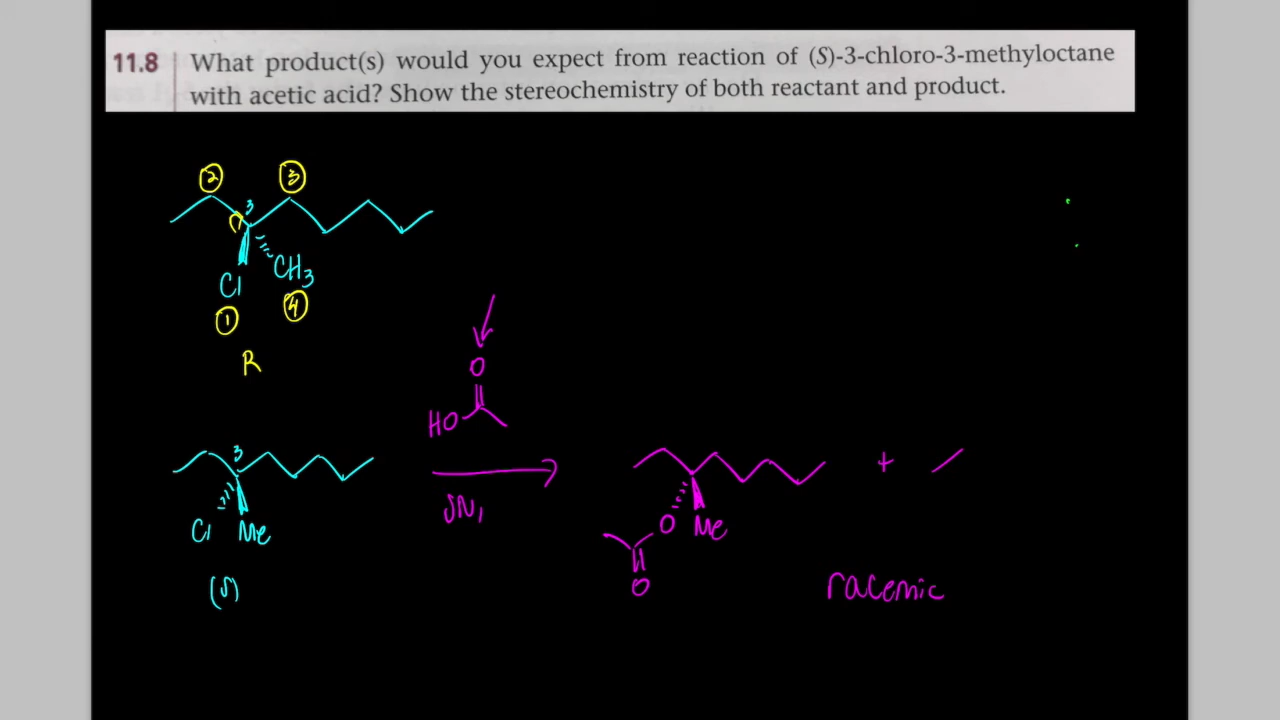 11.8 What product(s) would you expect from reaction of (S)-3-chloro-3-methyloctane
with acetic acid? Show the stereochemistry of both reactant and product.
2 3
3
Cl CH3
1 4
R
O
HO
3
SN1
+
Cl Me
O Me
(S)
O
racemic